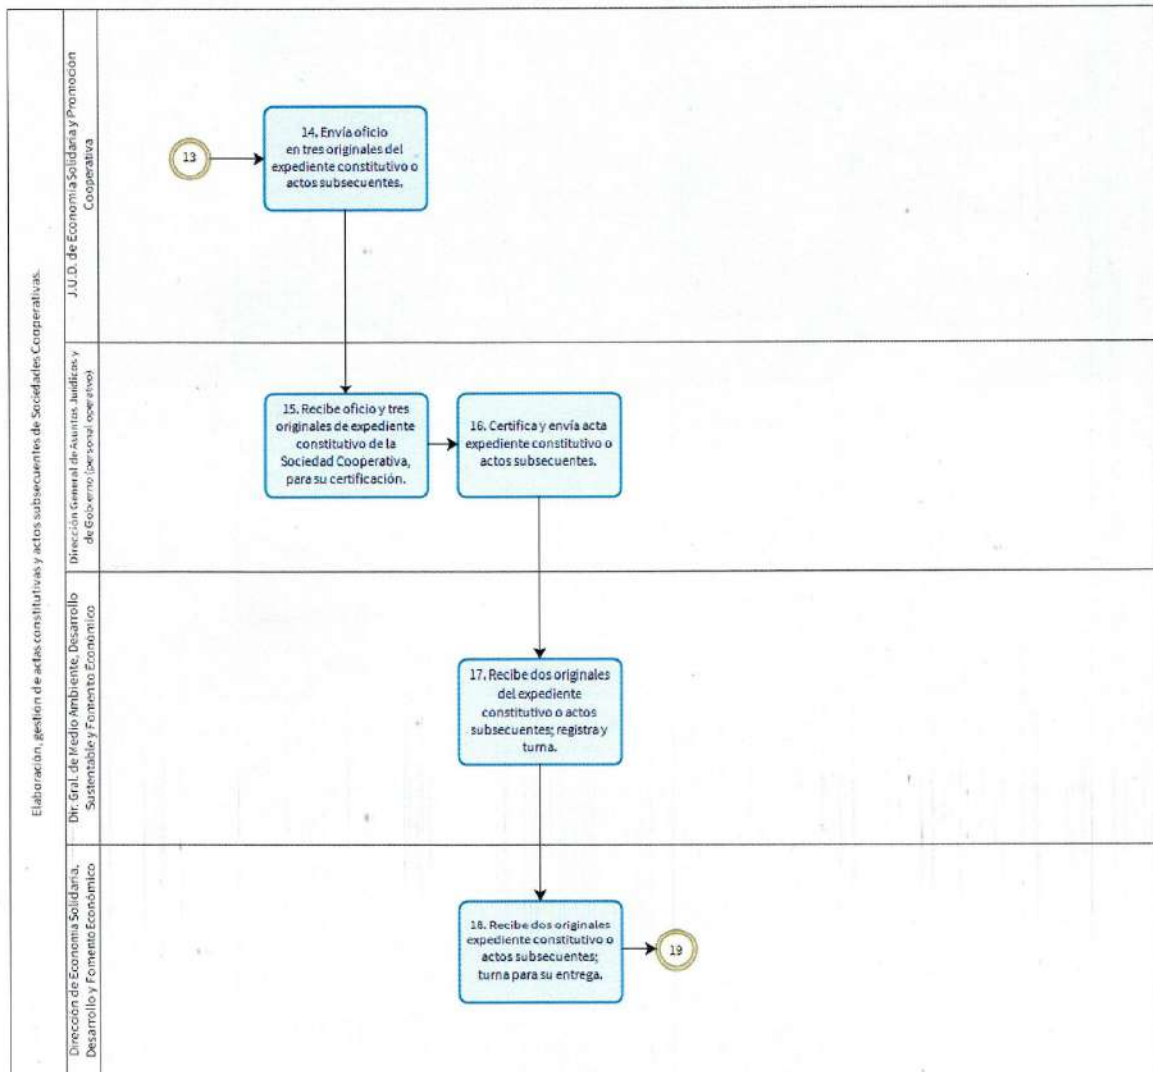 Elaboración, gestión de actas constitutivas y actos subsecuentes de Sociedades Cooperativas.
J.U.D. de Economía Solidaria y Promoción
Cooperativa
13
14. Envía oficio
en tres originales del
expediente constitutivo o
actos subsecuentes.
Dirección General de Asuntos Jurídicos y
de Gobierno (personal operativo)
15. Recibe oficio y tres
originales de expediente
constitutivo de la
Sociedad Cooperativa,
para su certificación.
16. Certifica y envía acta
expediente constitutivo o
actos subsecuentes.
Dir. Gral. de Medio Ambiente, Desarrollo
Sustentable y Fomento Económico
17. Recibe dos originales
del expediente
constitutivo o actos
subsecuentes; registra y
turna.
Dirección de Economía Solidaria,
Desarrollo y Fomento Económico
18. Recibe dos originales
expediente constitutivo o
actos subsecuentes;
turna para su entrega.
19